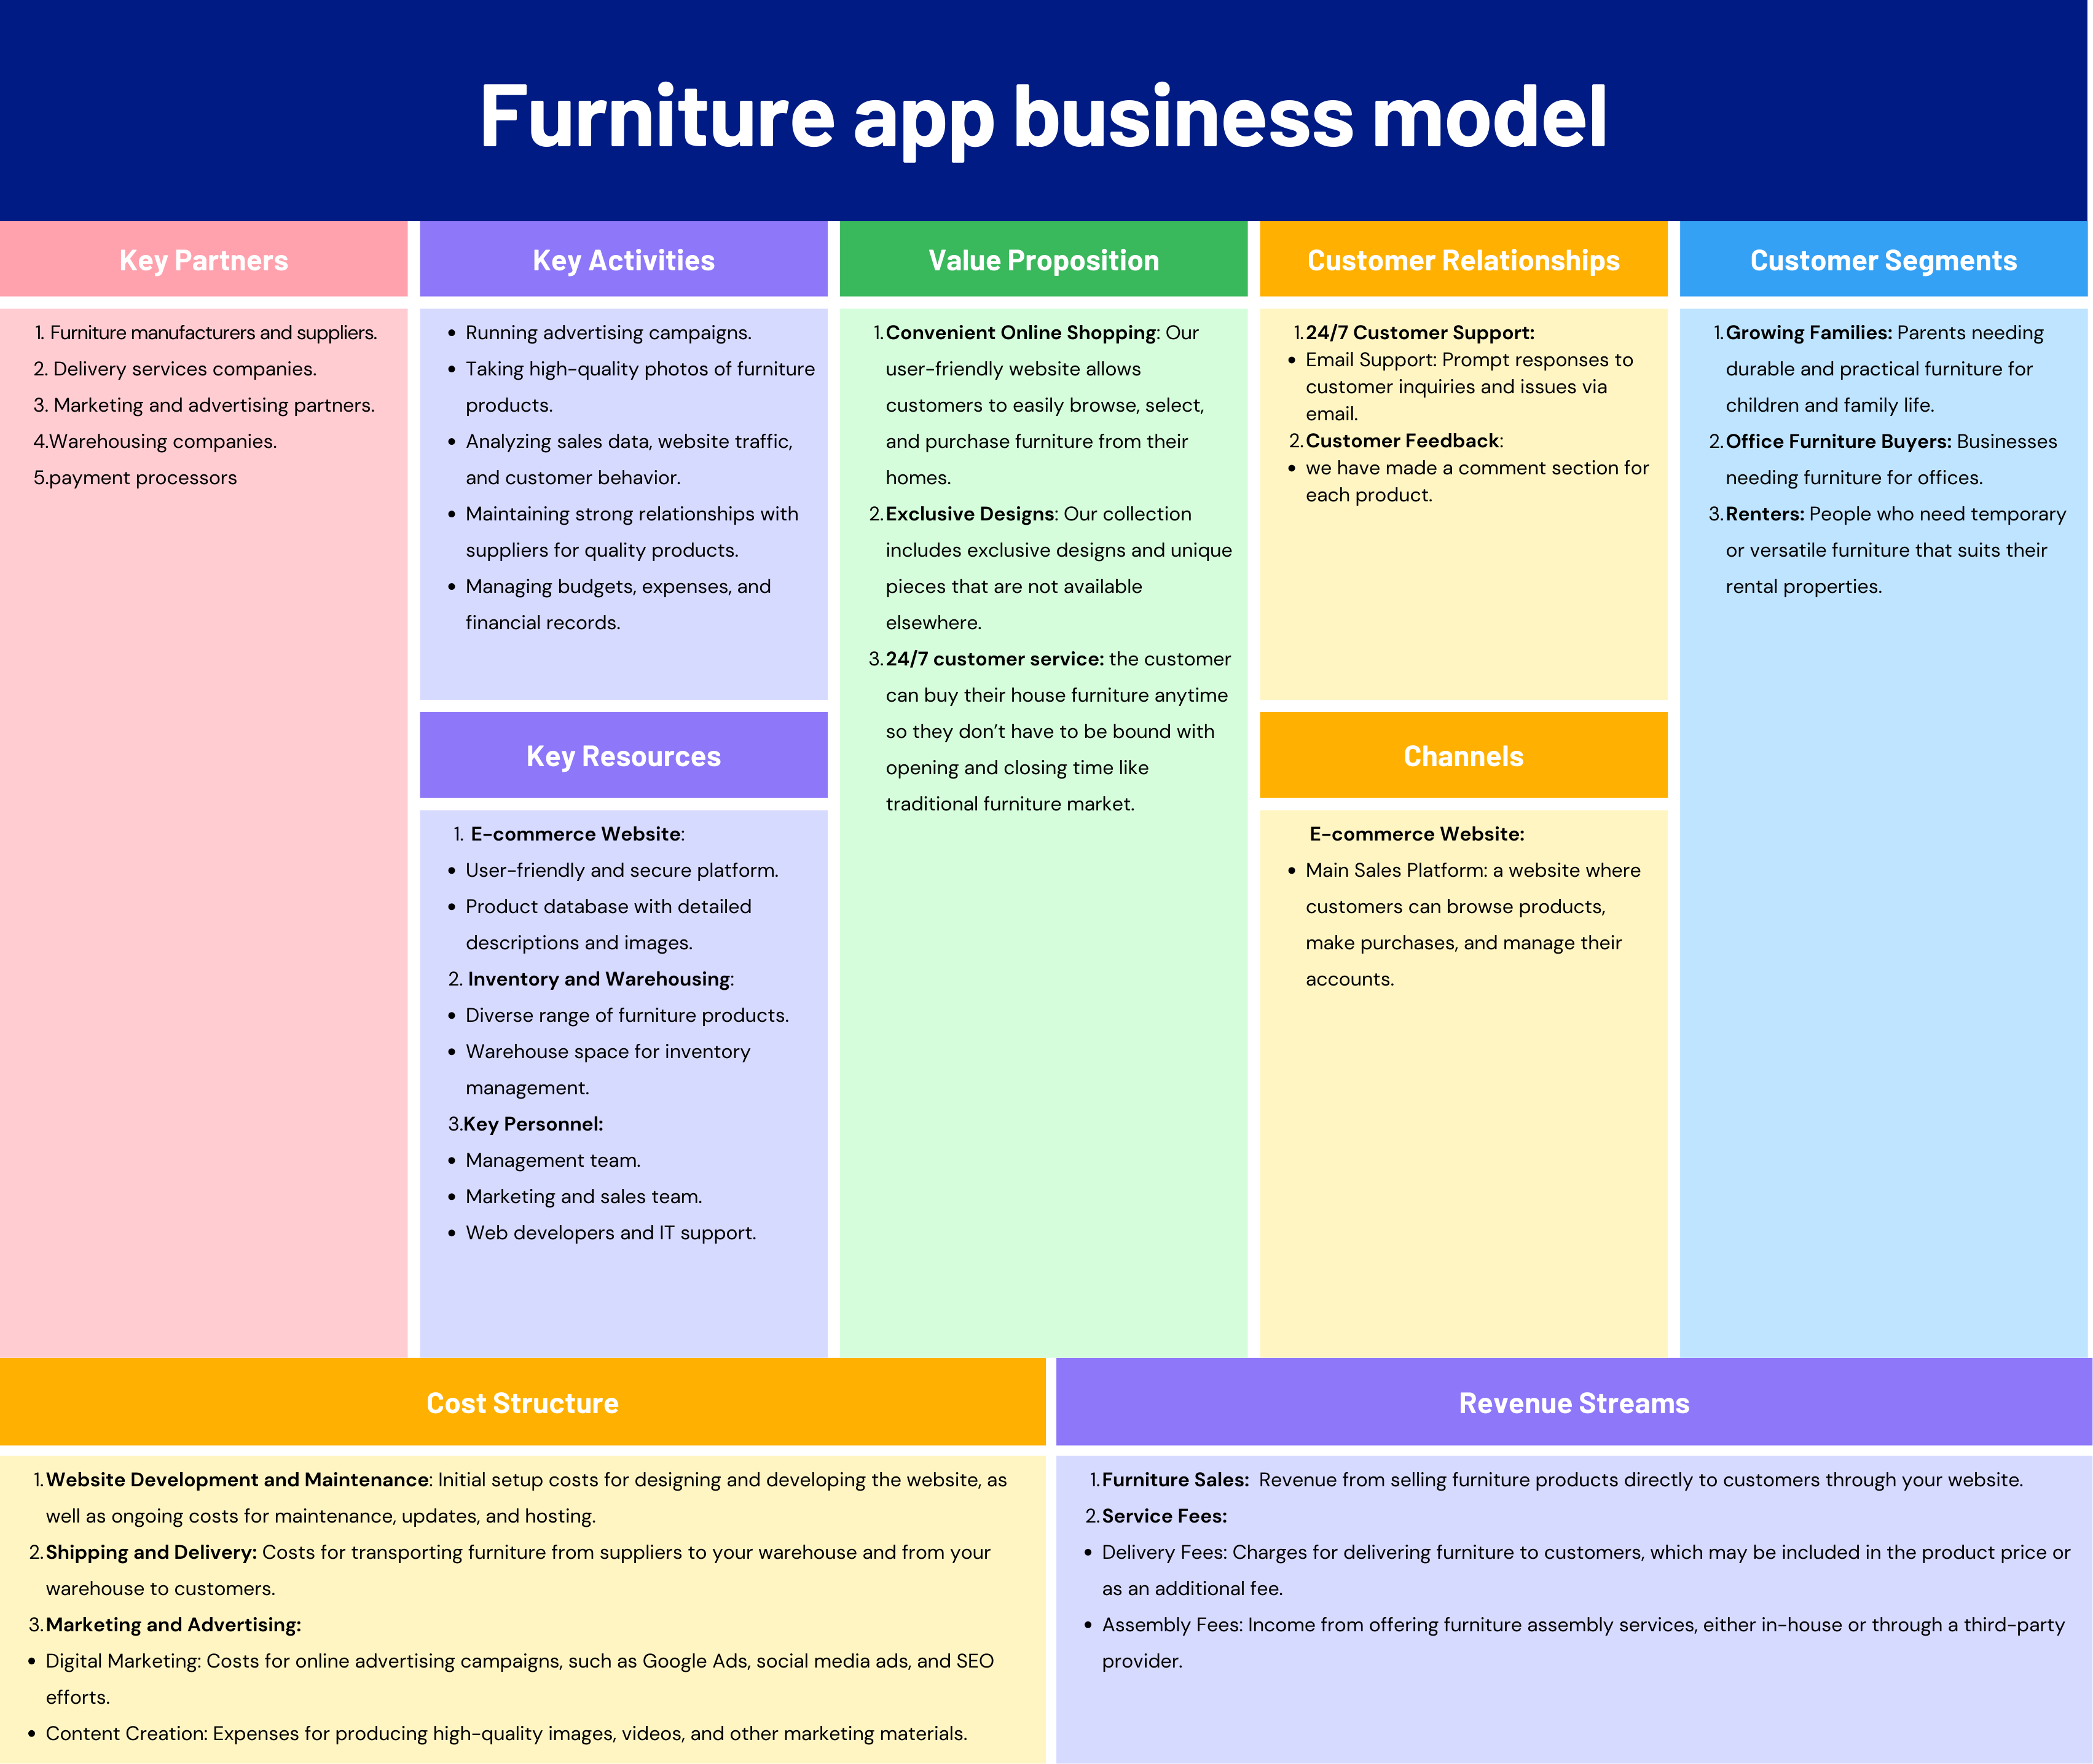 Furniture app business model
Key Partners
1. Furniture manufacturers and suppliers.
2. Delivery services companies.
3. Marketing and advertising partners.
4.Warehousing companies.
5.payment processors
Key Activities
• Running advertising campaigns.
• Taking high-quality photos of furniture
products.
• Analyzing sales data, website traffic,
and customer behavior.
• Maintaining strong relationships with
suppliers for quality products.
• Managing budgets, expenses, and
financial records.
Key Resources
1. E-commerce Website:
• User-friendly and secure platform.
• Product database with detailed
descriptions and images.
2. Inventory and Warehousing:
• Diverse range of furniture products.
• Warehouse space for inventory
management.
3.Key Personnel:
• Management team.
• Marketing and sales team.
• Web developers and IT support.
Value Proposition
1.Convenient Online Shopping: Our
user-friendly website allows
customers to easily browse, select,
and purchase furniture from their
homes.
2.Exclusive Designs: Our collection
includes exclusive designs and unique
pieces that are not available
elsewhere.
3.24/7 customer service: the customer
can buy their house furniture anytime
so they don’t have to be bound with
opening and closing time like
traditional furniture market.
Customer Relationships
1.24/7 Customer Support:
• Email Support: Prompt responses to
customer inquiries and issues via
email.
2.Customer Feedback:
• we have made a comment section for
each product.
Channels
E-commerce Website:
• Main Sales Platform: a website where
customers can browse products,
make purchases, and manage their
accounts.
Customer Segments
1.Growing Families: Parents needing
durable and practical furniture for
children and family life.
2.Office Furniture Buyers: Businesses
needing furniture for offices.
3.Renters: People who need temporary
or versatile furniture that suits their
rental properties.
Cost Structure
1.Website Development and Maintenance: Initial setup costs for designing and developing the website, as
well as ongoing costs for maintenance, updates, and hosting.
2.Shipping and Delivery: Costs for transporting furniture from suppliers to your warehouse and from your
warehouse to customers.
3.Marketing and Advertising:
• Digital Marketing: Costs for online advertising campaigns, such as Google Ads, social media ads, and SEO
efforts.
• Content Creation: Expenses for producing high-quality images, videos, and other marketing materials.
Revenue Streams
1.Furniture Sales: Revenue from selling furniture products directly to customers through your website.
2.Service Fees:
• Delivery Fees: Charges for delivering furniture to customers, which may be included in the product price or
as an additional fee.
• Assembly Fees: Income from offering furniture assembly services, either in-house or through a third-party
provider.